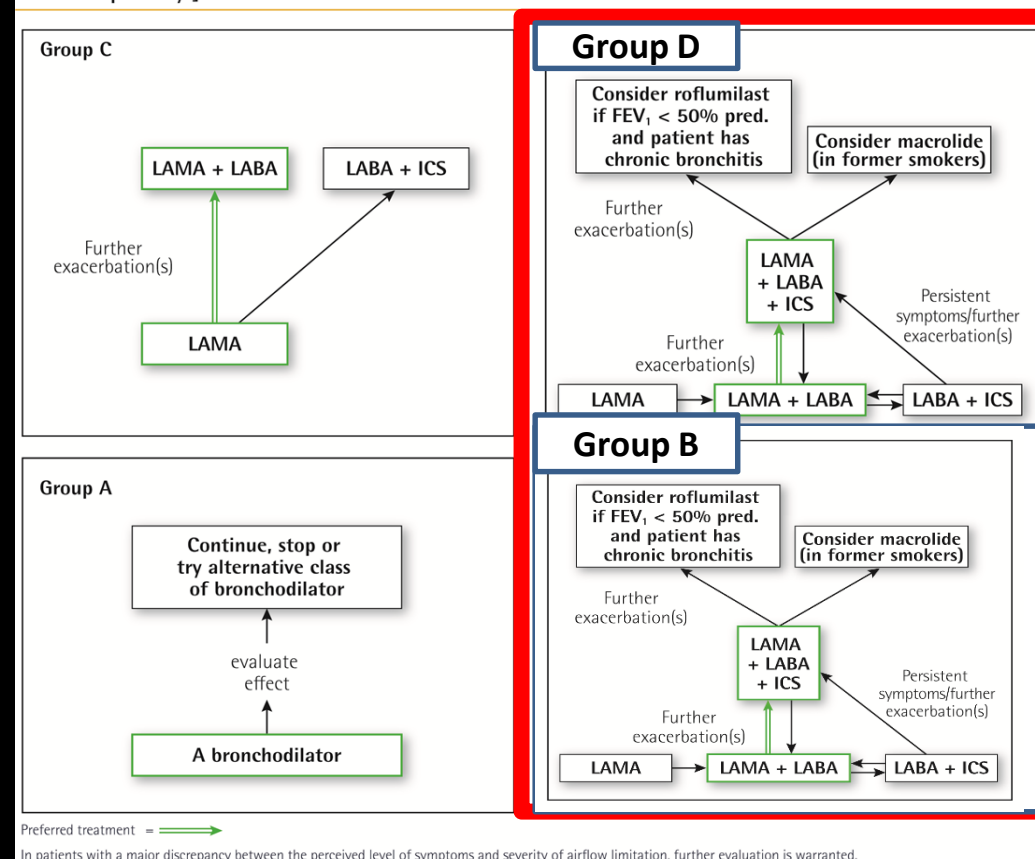 Group C
LAMA + LABA
LABA + ICS
Further
exacerbation(s)
LAMA
Group D
Consider roflumilast
if FEV₁ < 50% pred.
and patient has
chronic bronchitis
Consider macrolide
(in former smokers)
Further
exacerbation(s)
LAMA
+ LABA
+ ICS
Persistent
symptoms/further
exacerbation(s)
Further
exacerbation(s)
LAMA
LAMA + LABA
LABA + ICS
Group A
Continue, stop or
try alternative class
of bronchodilator
evaluate
effect
A bronchodilator
Group B
Consider roflumilast
if FEV₁ < 50% pred.
and patient has
chronic bronchitis
Consider macrolide
(in former smokers)
Further
exacerbation(s)
LAMA
+ LABA
+ ICS
Persistent
symptoms/further
exacerbation(s)
Further
exacerbation(s)
LAMA
LAMA + LABA
LABA + ICS
Preferred treatment =
In patients with a major discrepancy between the perceived level of symptoms and severity of airflow limitation, further evaluation is warranted.